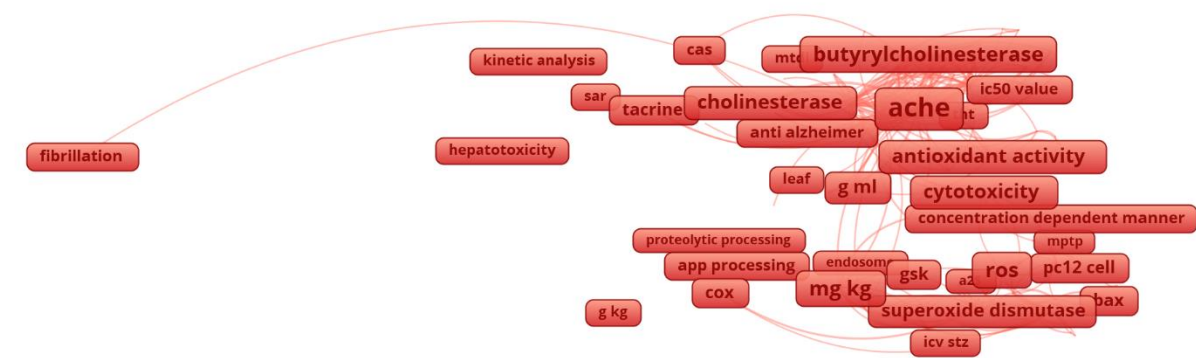 cas
butyrylcholinesterase
kinetic analysis
ic50 value
sar
tacrine
cholinesterase
ache
anti alzheimer
fibrillation
hepatotoxicity
antioxidant activity
leaf
g ml
cytotoxicity
concentration dependent manner
proteolytic processing
mptp
app processing
endosome
gsk
ros
pc12 cell
cox
mg kg
bax
g kg
superoxide dismutase
icv stz